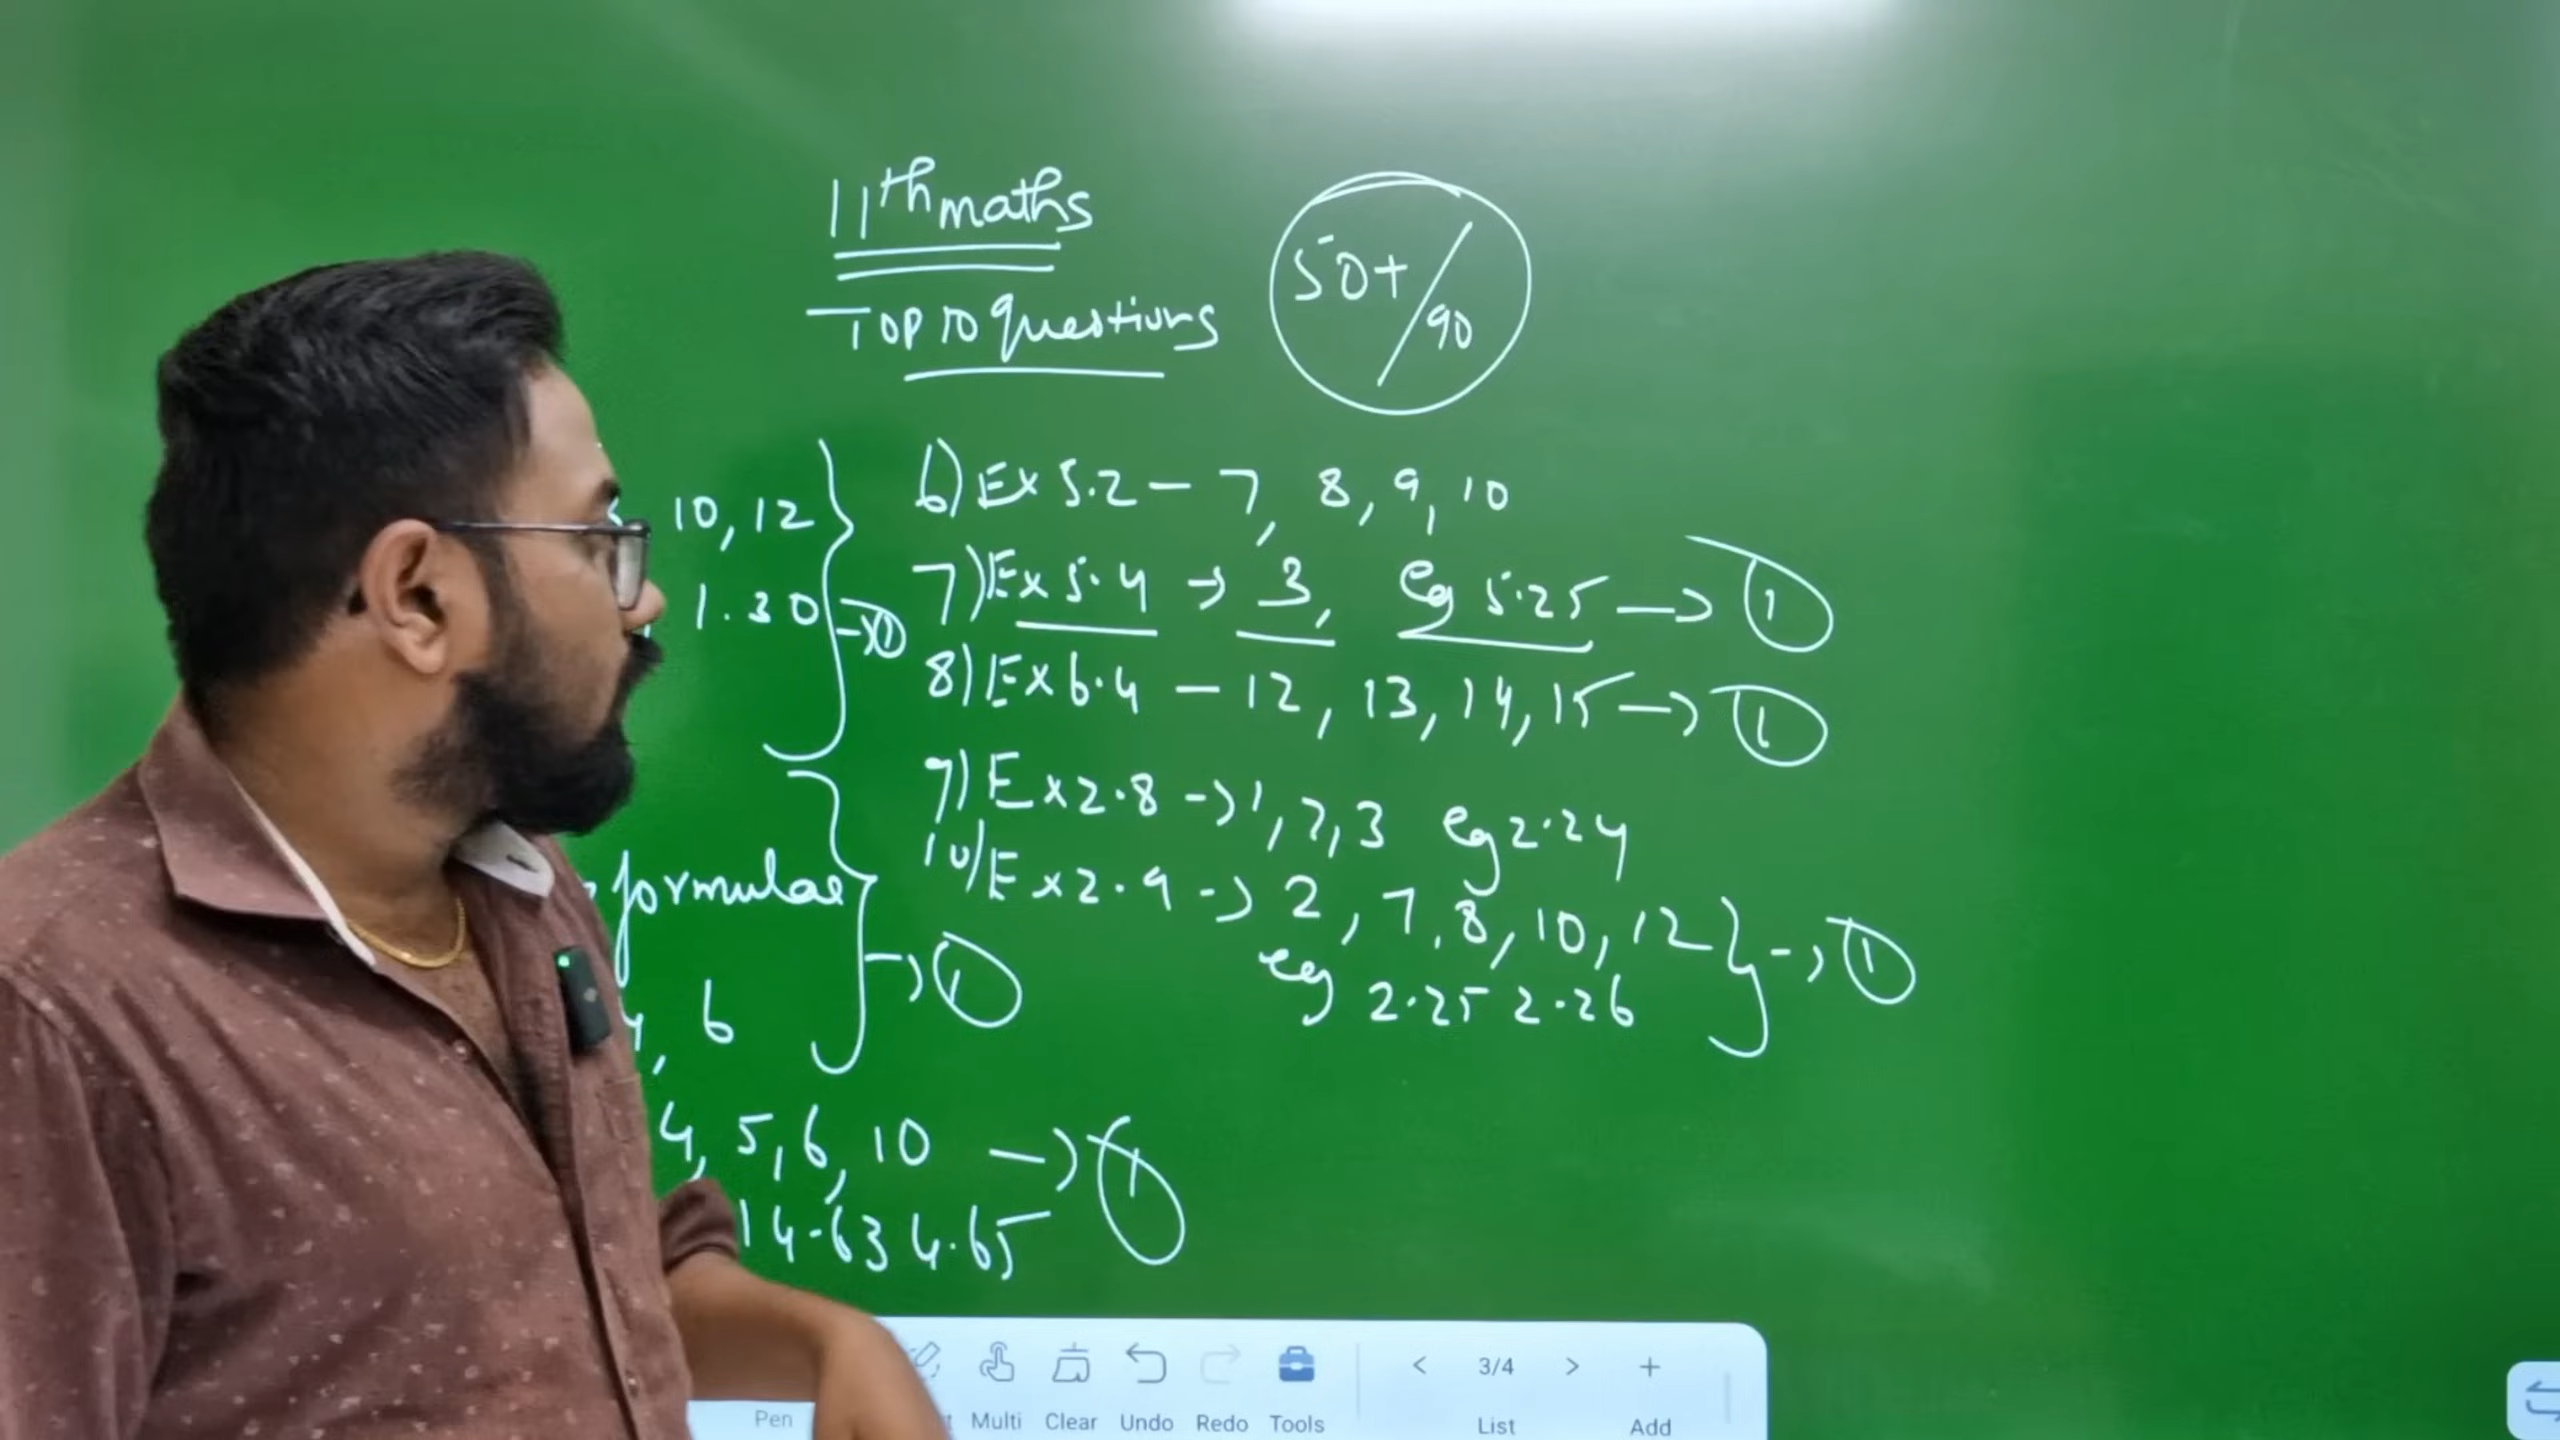 11th maths
Top 10 questions
50+/90
10, 12
1.30 → ①
formulae
→ ①
4, 6
4, 5, 6, 10 → ①
4.63 4.65
6) Ex 5.2 - 7, 8, 9, 10
7) Ex 5.4 → 3, eg 5.25 → ①
8) Ex 6.4 - 12, 13, 14, 15 → ①
9) Ex 2.8 → 1, 2, 3 eg 2.24
10) Ex 2.9 → 2, 7, 8, 10, 12
eg 2.25 2.26 → ①
3/4
Pen Multi Clear Undo Redo Tools List Add